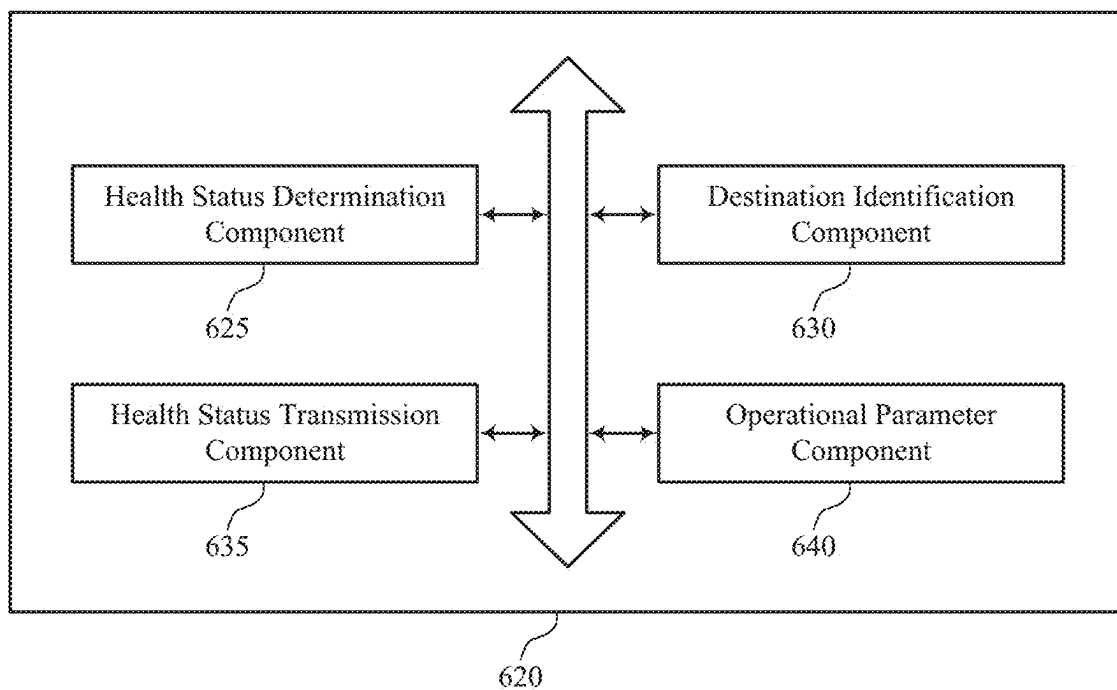 Health Status Determination
Component
625
Destination Identification
Component
630
Health Status Transmission
Component
635
Operational Parameter
Component
640
620